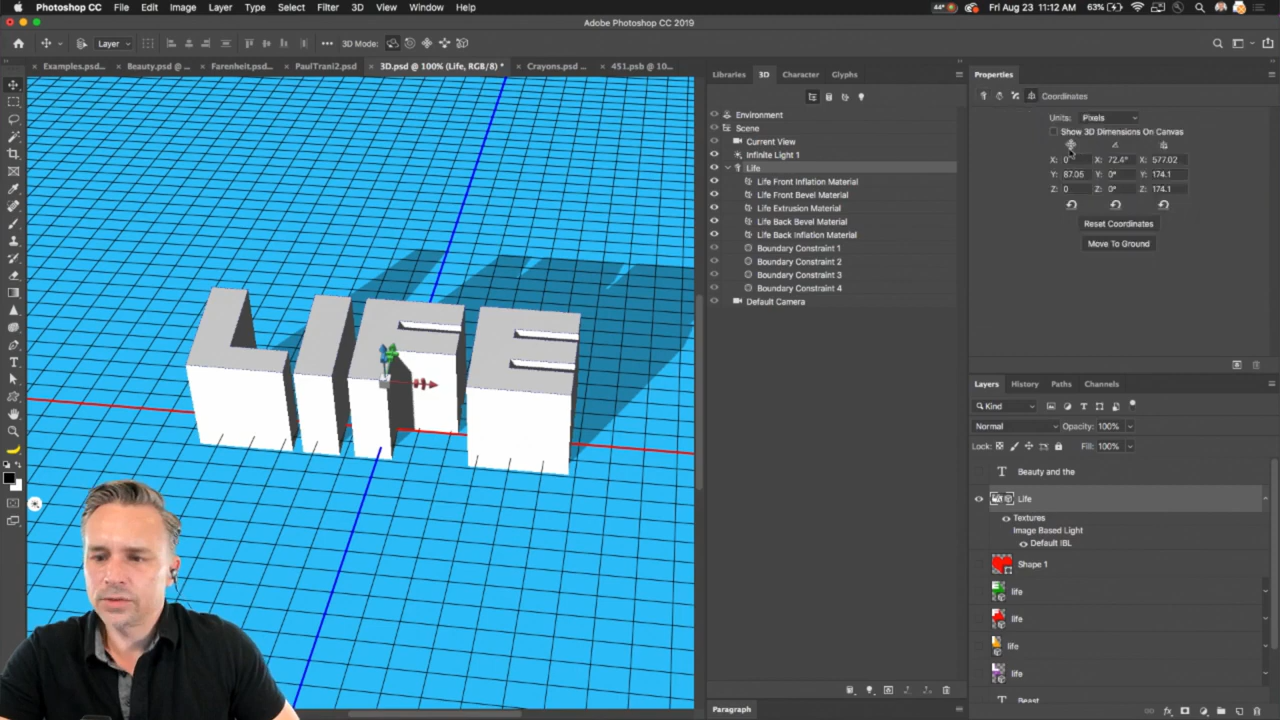 Photoshop CC File Edit Image Layer Type Select Filter 3D View Window Help 44° Fri Aug 23 11:12 AM 63%
Adobe Photoshop CC 2019
Layer 3D Mode:
Examples.psd... Beauty.psd @ ... Farenheit.psd... PaulTrani2.psd 3D.psd @ 100% (Life, RGB/8) * Crayons.psd ... 451.psb @ 10...
Libraries 3D Character Glyphs
Environment
Scene
Current View
Infinite Light 1
Life
Life Front Inflation Material
Life Front Bevel Material
Life Extrusion Material
Life Back Bevel Material
Life Back Inflation Material
Boundary Constraint 1
Boundary Constraint 2
Boundary Constraint 3
Boundary Constraint 4
Default Camera
LIFE
Paragraph
Properties
Coordinates
Units: Pixels
Show 3D Dimensions On Canvas
X: 0 X: 72.4° X: 577.02
Y: 87.05 Y: 0° Y: 174.1
Z: 0 Z: 0° Z: 174.1
Reset Coordinates
Move To Ground
Layers History Paths Channels
Kind
Normal Opacity: 100%
Lock: Fill: 100%
T Beauty and the
Life
Textures
Image Based Light
Default IBL
Shape 1
life
life
life
life
T Beast